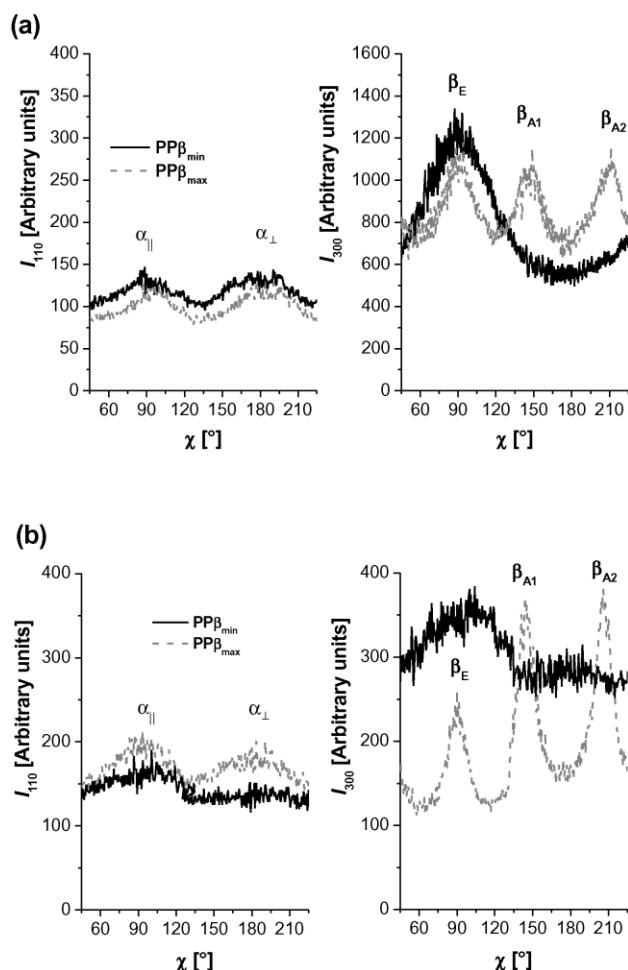 (a)
400
350
300
250
200
150
100
50
0
I110 [Arbitrary units]
PPβmin
PPβmax
α||
α⊥
60 90 120 150 180 210
χ [°]
1600
1400
1200
1000
800
600
400
200
0
I300 [Arbitrary units]
βE
βA1
βA2
60 90 120 150 180 210
χ [°]
(b)
400
300
200
100
0
I110 [Arbitrary units]
PPβmin
PPβmax
α||
α⊥
60 90 120 150 180 210
χ [°]
400
300
200
100
0
I300 [Arbitrary units]
βE
βA1
βA2
60 90 120 150 180 210
χ [°]